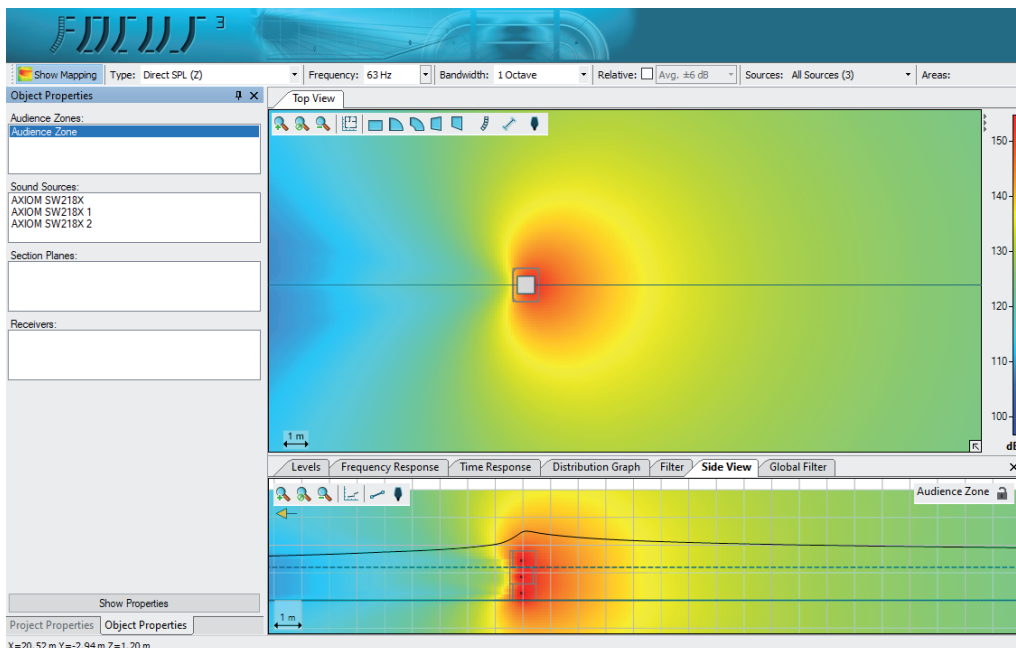 FOCUS 3
Show Mapping Type: Direct SPL (Z) Frequency: 63 Hz Bandwidth: 1 Octave Relative: Avg. ±6 dB Sources: All Sources (3) Areas:
Object Properties
Audience Zones:
Audience Zone
Sound Sources:
AXIOM SW218X
AXIOM SW218X 1
AXIOM SW218X 2
Section Planes:
Receivers:
Show Properties
Project Properties Object Properties
X=20.52 m Y=-2.94 m Z=1.20 m
Top View
1 m
150
140
130
120
110
100
dB
Levels Frequency Response Time Response Distribution Graph Filter Side View Global Filter
Audience Zone
1 m